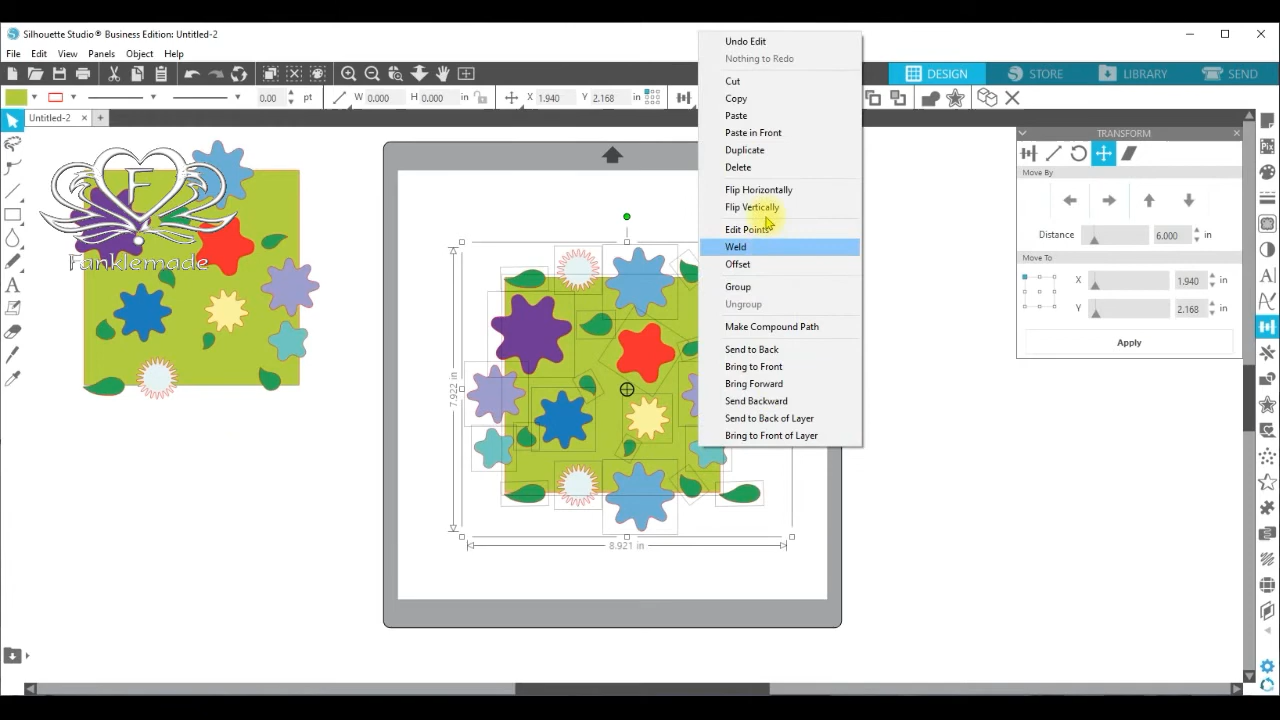 Silhouette Studio® Business Edition: Untitled-2
File Edit View Panels Object Help
DESIGN STORE LIBRARY SEND
0.00 pt W 0.000 H 0.000 in X 1.940 Y 2.168 in
Untitled-2 × +
F
Fanklemade
7.922 in
8.921 in
Undo Edit
Nothing to Redo
Cut
Copy
Paste
Paste in Front
Duplicate
Delete
Flip Horizontally
Flip Vertically
Edit Points
Weld
Offset
Group
Ungroup
Make Compound Path
Send to Back
Bring to Front
Bring Forward
Send Backward
Send to Back of Layer
Bring to Front of Layer
TRANSFORM
Move By
Distance 6.000 in
Move To
X 1.940 in
Y 2.168 in
Apply